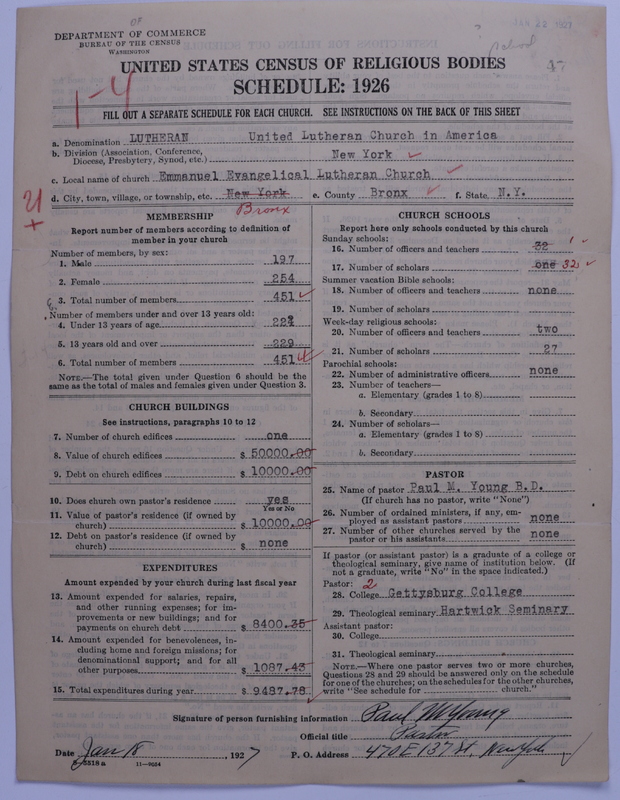 JAN 22 1927
DEPARTMENT OF COMMERCE
BUREAU OF THE CENSUS
WASHINGTON
UNITED STATES CENSUS OF RELIGIOUS BODIES
SCHEDULE: 1926
1-4
FILL OUT A SEPARATE SCHEDULE FOR EACH CHURCH. SEE INSTRUCTIONS ON THE BACK OF THIS SHEET
a. Denomination LUTHERAN United Lutheran Church in America
b. Division (Association, Conference,
Diocese, Presbytery, Synod, etc.) New York
c. Local name of church Emmanuel Evangelical Lutheran Church
d. City, town, village, or township, etc. New York e. County Bronx f. State N.Y.
Bronx
MEMBERSHIP
Report number of members according to definition of
member in your church
Number of members, by sex:
1. Male 197
2. Female 254
3. Total number of members 451
Number of members under and over 13 years old:
4. Under 13 years of age 222
5. 13 years old and over 229
6. Total number of members 451
NOTE.—The total given under Question 6 should be the
same as the total of males and females given under Question 3.
CHURCH BUILDINGS
See instructions, paragraphs 10 to 12
7. Number of church edifices one
8. Value of church edifices $ 50000.00
9. Debt on church edifices $ 10000.00
10. Does church own pastor's residence yes
Yes or No
11. Value of pastor's residence (if owned by
church) $ 10000.00
12. Debt on pastor's residence (if owned by
church) $ none
EXPENDITURES
Amount expended by your church during last fiscal year
13. Amount expended for salaries, repairs,
and other running expenses; for im-
provements or new buildings; and for
payments on church debt $ 8400.35
14. Amount expended for benevolences, in-
cluding home and foreign missions; for
denominational support; and for all
other purposes $ 1087.43
15. Total expenditures during year $ 9487.78
CHURCH SCHOOLS
Report here only schools conducted by this church
Sunday schools:
16. Number of officers and teachers 32 1
17. Number of scholars one 32
Summer vacation Bible schools:
18. Number of officers and teachers none
19. Number of scholars
Week-day religious schools:
20. Number of officers and teachers two
21. Number of scholars 27
Parochial schools:
22. Number of administrative officers none
23. Number of teachers—
a. Elementary (grades 1 to 8)
b. Secondary
24. Number of scholars—
a. Elementary (grades 1 to 8)
b. Secondary
PASTOR
25. Name of pastor Paul M. Young B.D.
(If church has no pastor, write "None")
26. Number of ordained ministers, if any, em-
ployed as assistant pastors none
27. Number of other churches served by the
pastor or his assistants none
If pastor (or assistant pastor) is a graduate of a college or
theological seminary, give name of institution below. (If
not a graduate, write "No" in the space indicated.)
Pastor: 2
28. College Gettysburg College
29. Theological seminary Hartwick Seminary
Assistant pastor:
30. College
31. Theological seminary
NOTE.—Where one pastor serves two or more churches,
Questions 28 and 29 should be answered only on the schedule
for one of the churches; on the schedules for the other churches,
write "See schedule for church."
Signature of person furnishing information Paul M Young
Official title Pastor
Date Jan 18 1927 P. O. Address 470 E 137 St, New York
11—9034